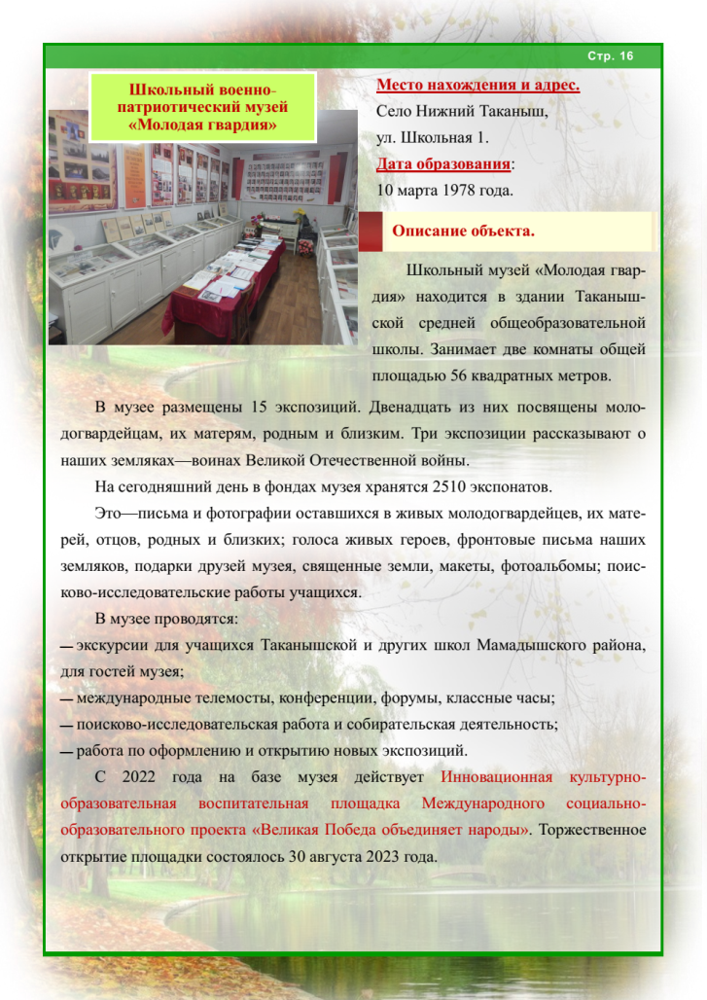 Стр. 16
Школьный военно-
патриотический музей
«Молодая гвардия»
Место нахождения и адрес.
Село Нижний Таканыш,
ул. Школьная 1.
Дата образования:
10 марта 1978 года.
Описание объекта.
Школьный музей «Молодая гвар-
дия» находится в здании Таканыш-
ской средней общеобразовательной
школы. Занимает две комнаты общей
площадью 56 квадратных метров.
В музее размещены 15 экспозиций. Двенадцать из них посвящены моло-
догвардейцам, их матерям, родным и близким. Три экспозиции рассказывают о
наших земляках—воинах Великой Отечественной войны.
На сегодняшний день в фондах музея хранятся 2510 экспонатов.
Это—письма и фотографии оставшихся в живых молодогвардейцев, их мате-
рей, отцов, родных и близких; голоса живых героев, фронтовые письма наших
земляков, подарки друзей музея, священные земли, макеты, фотоальбомы; поис-
ково-исследовательские работы учащихся.
В музее проводятся:
— экскурсии для учащихся Таканышской и других школ Мамадышского района,
для гостей музея;
— международные телемосты, конференции, форумы, классные часы;
— поисково-исследовательская работа и собирательская деятельность;
— работа по оформлению и открытию новых экспозиций.
С 2022 года на базе музея действует Инновационная культурно-
образовательная воспитательная площадка Международного социально-
образовательного проекта «Великая Победа объединяет народы». Торжественное
открытие площадки состоялось 30 августа 2023 года.